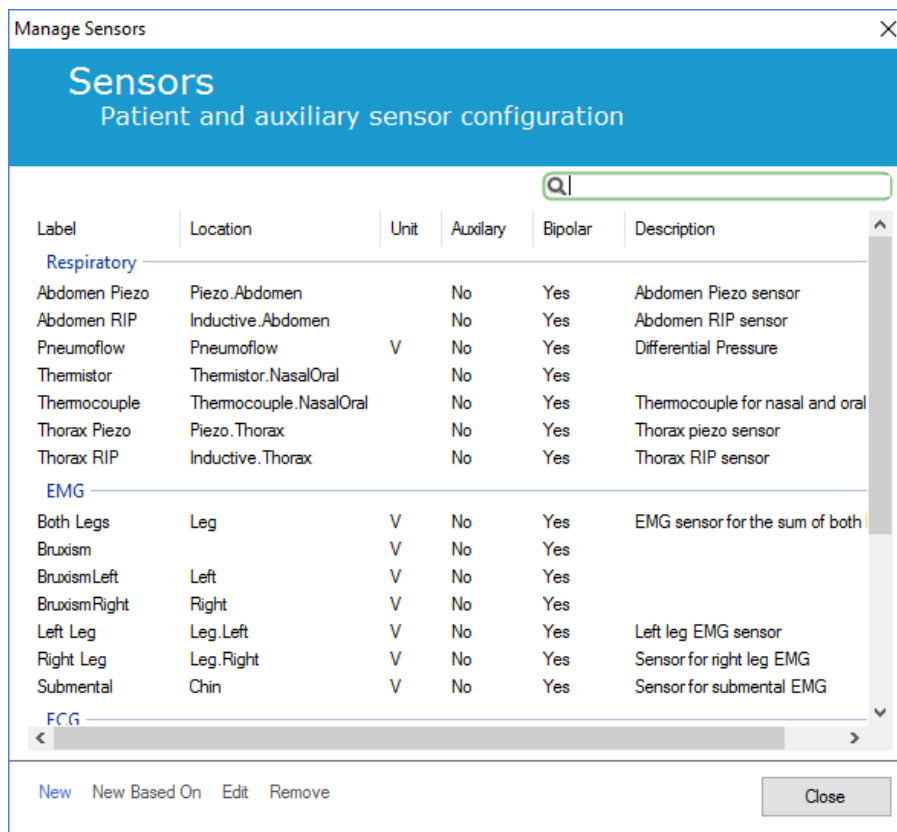 Manage Sensors
Sensors
Patient and auxiliary sensor configuration
Label Location Unit Auxilary Bipolar Description
Respiratory
Abdomen Piezo Piezo.Abdomen No Yes Abdomen Piezo sensor
Abdomen RIP Inductive.Abdomen No Yes Abdomen RIP sensor
Pneumoflow Pneumoflow V No Yes Differential Pressure
Thermistor Thermistor.NasalOral No Yes
Thermocouple Thermocouple.NasalOral No Yes Thermocouple for nasal and oral
Thorax Piezo Piezo.Thorax No Yes Thorax piezo sensor
Thorax RIP Inductive.Thorax No Yes Thorax RIP sensor
EMG
Both Legs Leg V No Yes EMG sensor for the sum of both
Bruxism V No Yes
BruxismLeft Left V No Yes
BruxismRight Right V No Yes
Left Leg Leg.Left V No Yes Left leg EMG sensor
Right Leg Leg.Right V No Yes Sensor for right leg EMG
Submental Chin V No Yes Sensor for submental EMG
ECG
New New Based On Edit Remove Close